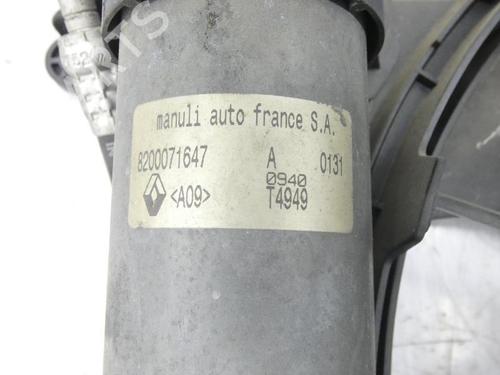 manuli auto france S.A.
8200071647 A 0131
0940
<A09> T4949